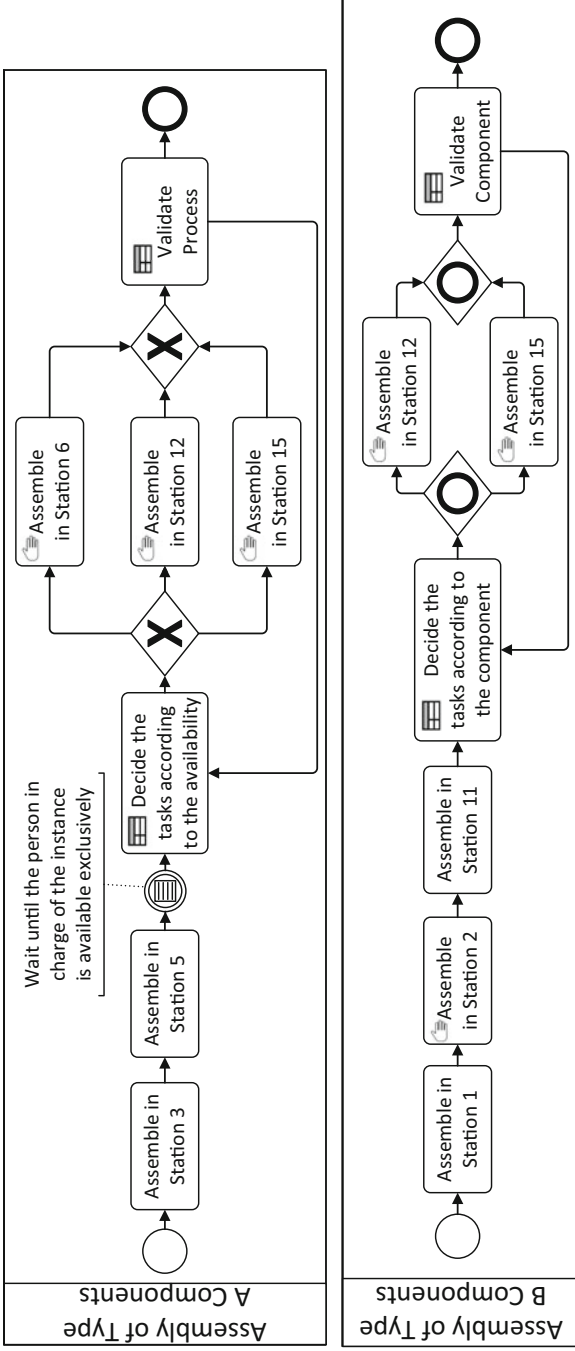 Assembly of Type
A Components
Assemble in
Station 3
Assemble in
Station 5
Wait until the person in
charge of the instance
is available exclusively
Decide the
tasks according
to the availability
X
Assemble
in Station 6
Assemble
in Station 12
Assemble
in Station 15
X
Validate
Process
Assembly of Type
B Components
Assemble in
Station 1
Assemble
in Station 2
Assemble in
Station 11
Decide the
tasks according to
the component
Assemble
in Station 12
Assemble
in Station 15
Validate
Component